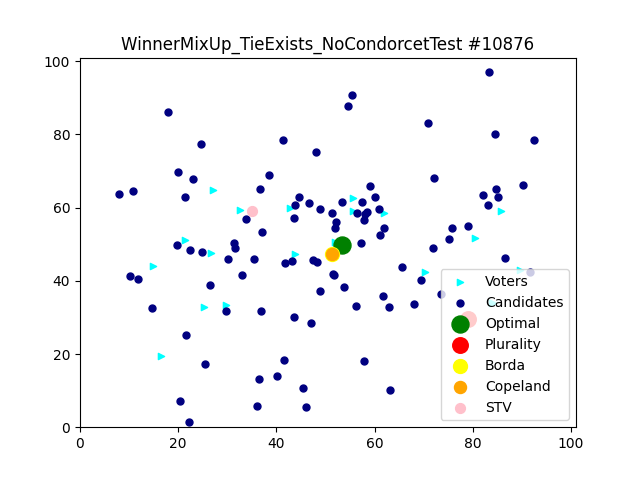 WinnerMixUp_TieExists_NoCondorcetTest #10876
100
80
60
40
20
0
0 20 40 60 80 100
Voters
Candidates
Optimal
Plurality
Borda
Copeland
STV